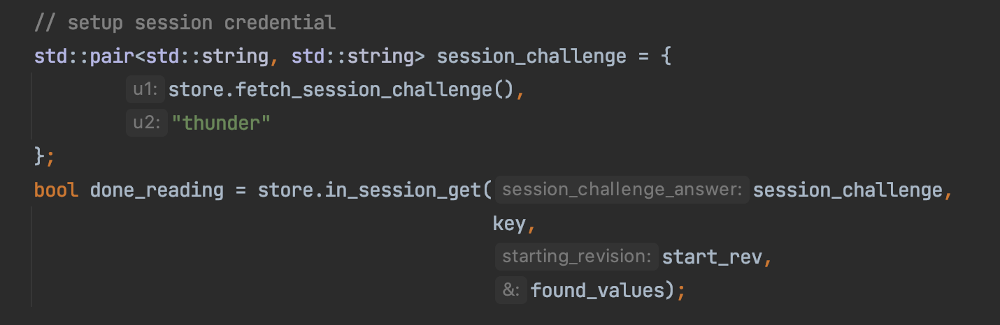 // setup session credential
std::pair<std::string, std::string> session_challenge = {
u1: store.fetch_session_challenge(),
u2: "thunder"
};
bool done_reading = store.in_session_get( session_challenge_answer: session_challenge,
key,
starting_revision: start_rev,
&: found_values);